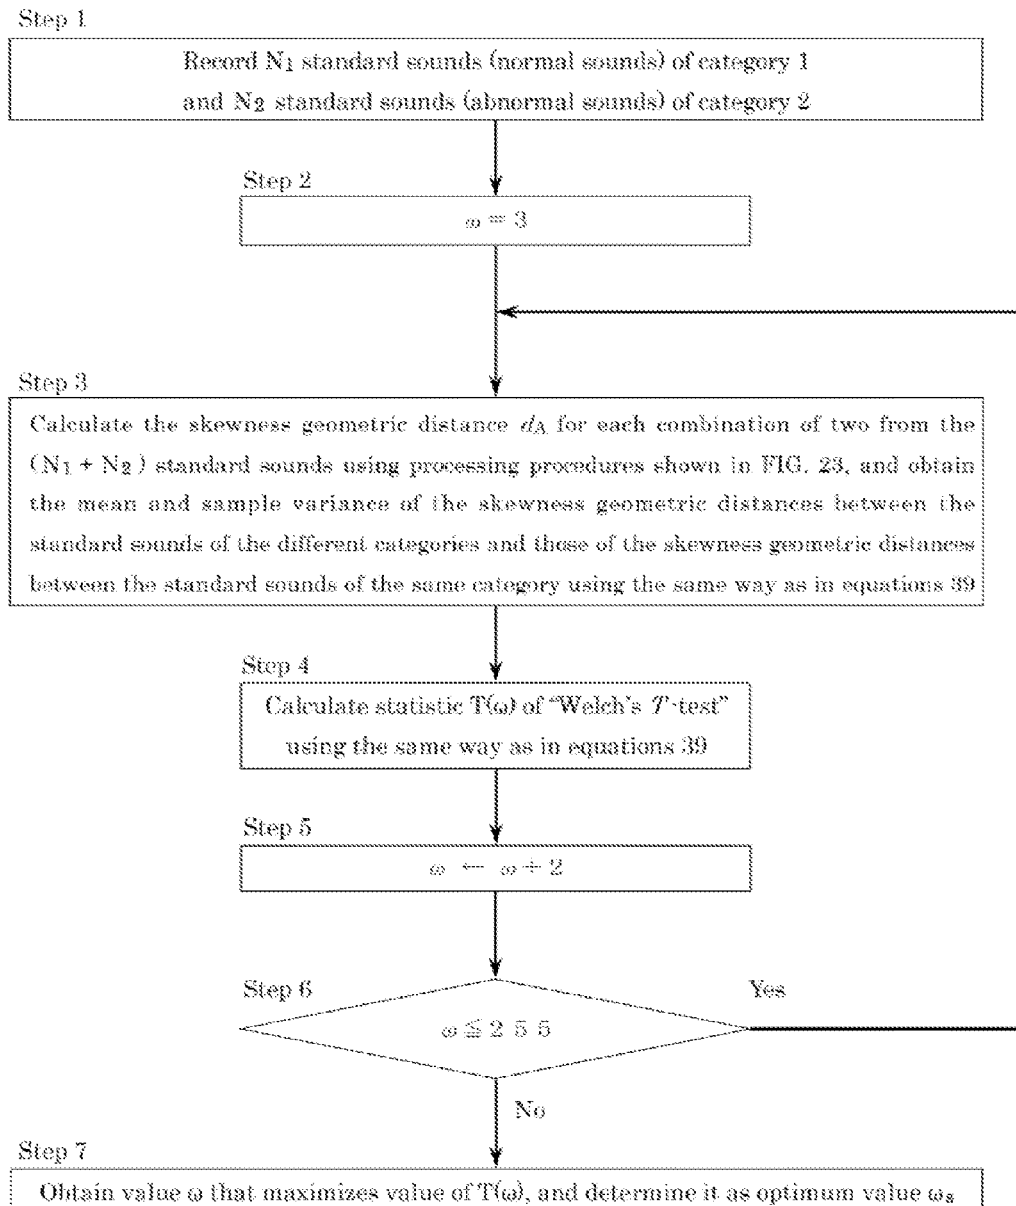 Step 1
Record N1 standard sounds (normal sounds) of category 1
and N2 standard sounds (abnormal sounds) of category 2
Step 2
ω = 3
Step 3
Calculate the skewness geometric distance dA for each combination of two from the
(N1 + N2) standard sounds using processing procedures shown in FIG. 23, and obtain
the mean and sample variance of the skewness geometric distances between the
standard sounds of the different categories and those of the skewness geometric distances
between the standard sounds of the same category using the same way as in equations 39
Step 4
Calculate statistic T(ω) of “Welch's T-test”
using the same way as in equations 39
Step 5
ω ← ω + 2
Step 6
Yes
ω ≦ 2 5 5
No
Step 7
Obtain value ω that maximizes value of T(ω), and determine it as optimum value ωa